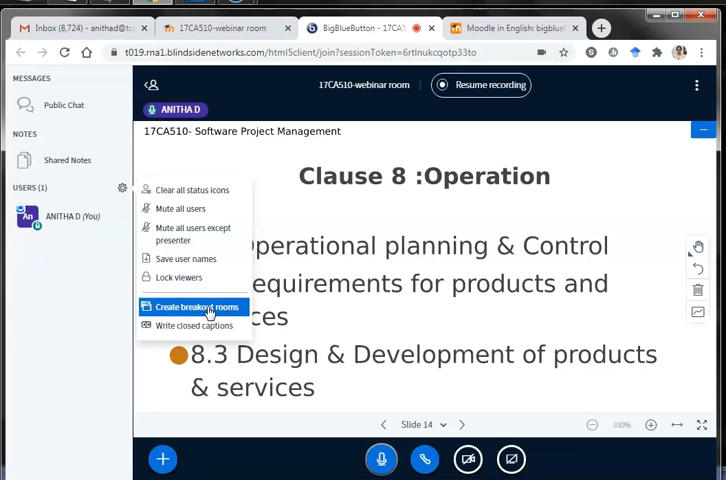 Inbox (8,724) - anithad@tc
17CA510-webinar room
BigBlueButton - 17CA5
Moodle in English: bigblue
t019.rna1.blindsidenetworks.com/html5client/join?sessionToken=6rtlnukcqotp33to
MESSAGES
Public Chat
NOTES
Shared Notes
USERS (1)
An
ANITHA D (You)
17CA510-webinar room
Resume recording
ANITHA D
17CA510- Software Project Management
Clause 8 :Operation
Operational planning & Control
equirements for products and
ces
8.3 Design & Development of products
& services
Clear all status icons
Mute all users
Mute all users except
presenter
Save user names
Lock viewers
Create breakout rooms
Write closed captions
Slide 14
100%